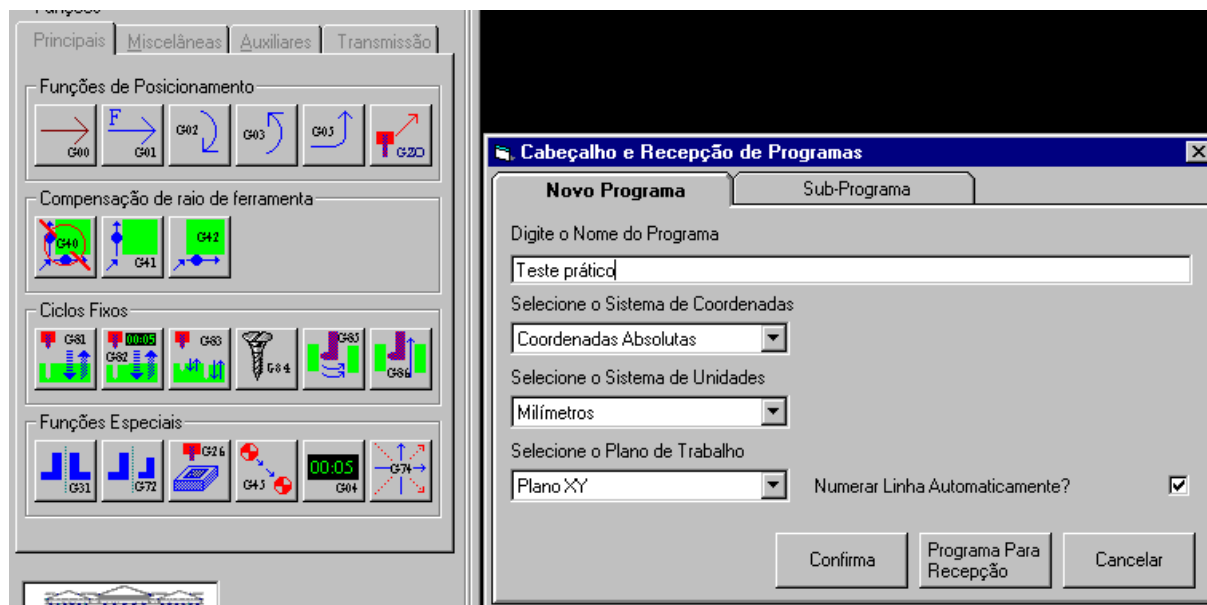 Funções
Principais Miscelâneas Auxiliares Transmissão
Funções de Posicionamento
G00 F G01 G02 G03 G05 G20
Compensação de raio de ferramenta
G40 G41 G42
Ciclos Fixos
G81 00:05 G82 G83 G84 G85 G86
Funções Especiais
G31 G72 G26 G45 00:05 G04 G74
Cabeçalho e Recepção de Programas
Novo Programa Sub-Programa
Digite o Nome do Programa
Teste prático
Selecione o Sistema de Coordenadas
Coordenadas Absolutas
Selecione o Sistema de Unidades
Milímetros
Selecione o Plano de Trabalho
Plano XY Numerar Linha Automaticamente?
Confirma
Programa Para
Recepção
Cancelar